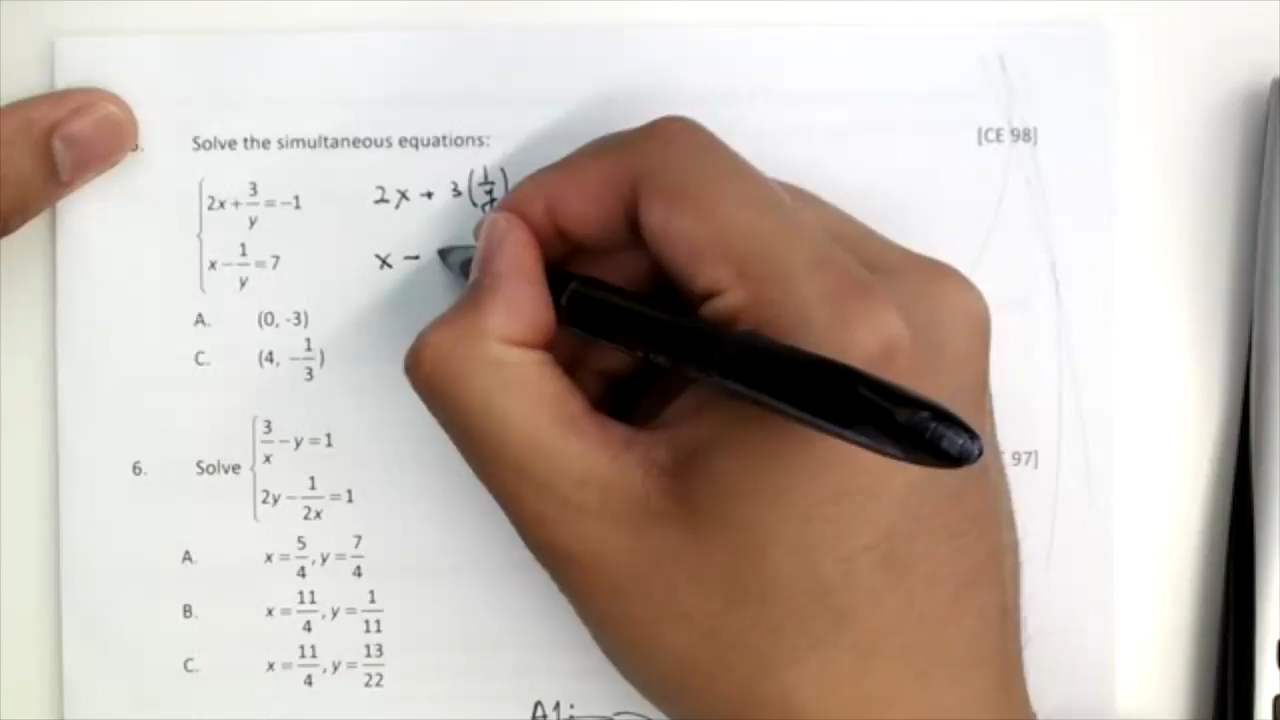 Solve the simultaneous equations: [CE 98]
2x + 3/y = -1 2x + 3(1/y)
x - 1/y = 7 x -
A. (0, -3)
C. (4, -1/3)
6. Solve 3/x - y = 1 97]
2y - 1/2x = 1
A. x = 5/4, y = 7/4
B. x = 11/4, y = 1/11
C. x = 11/4, y = 13/22